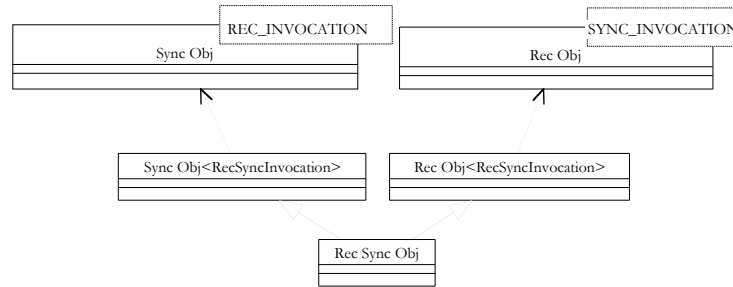 REC_INVOCATION
SYNC_INVOCATION
Sync Obj
Rec Obj
Sync Obj<RecSyncInvocation>
Rec Obj<RecSyncInvocation>
Rec Sync Obj